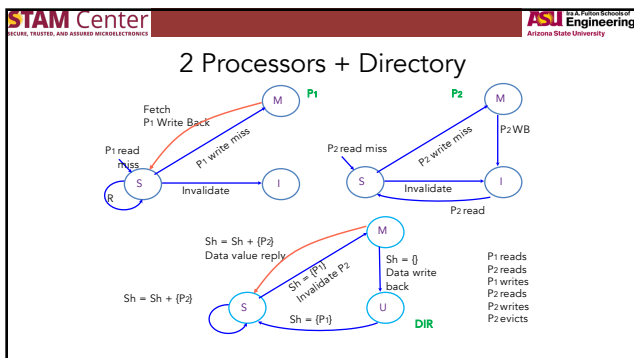 STAM Center
SECURE, TRUSTED, AND ASSURED MICROELECTRONICS
ASU Ira A. Fulton Schools of
Engineering
Arizona State University
2 Processors + Directory
M
P1
Fetch
P1 Write Back
P1 write miss
P1 read
miss
S
R
Invalidate
I
P2
M
P2 WB
P2 read miss
P2 write miss
S
Invalidate
I
P2 read
M
Sh = Sh + {P2}
Data value reply
Sh = {P1}
Invalidate P2
Sh = {}
Data write
back
Sh = Sh + {P2}
S
U
Sh = {P1}
DIR
P1 reads
P2 reads
P1 writes
P2 reads
P2 writes
P2 evicts